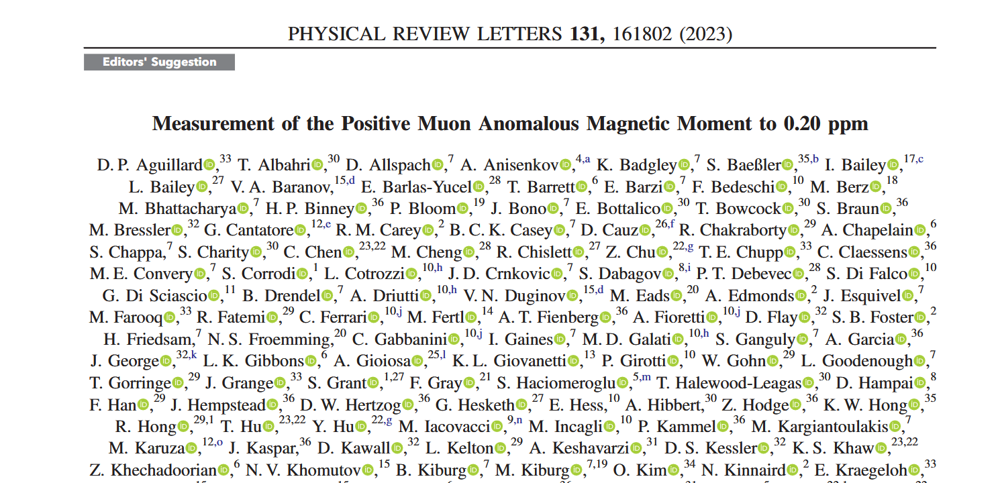 PHYSICAL REVIEW LETTERS 131, 161802 (2023)
Editors' Suggestion
Measurement of the Positive Muon Anomalous Magnetic Moment to 0.20 ppm
D. P. Aguillard,33 T. Albahri,30 D. Allspach,7 A. Anisenkov,4,a K. Badgley,7 S. Baeßler,35,b I. Bailey,17,c
L. Bailey,27 V. A. Baranov,15,d E. Barlas-Yucel,28 T. Barrett,6 E. Barzi,7 F. Bedeschi,10 M. Berz,18
M. Bhattacharya,7 H. P. Binney,36 P. Bloom,19 J. Bono,7 E. Bottalico,30 T. Bowcock,30 S. Braun,36
M. Bressler,32 G. Cantatore,12,e R. M. Carey,2 B. C. K. Casey,7 D. Cauz,26,f R. Chakraborty,29 A. Chapelain,6
S. Chappa,7 S. Charity,30 C. Chen,23,22 M. Cheng,28 R. Chislett,27 Z. Chu,22,g T. E. Chupp,33 C. Claessens,36
M. E. Convery,7 S. Corrodi,1 L. Cotrozzi,10,h J. D. Crnkovic,7 S. Dabagov,8,i P. T. Debevec,28 S. Di Falco,10
G. Di Sciascio,11 B. Drendel,7 A. Driutti,10,h V. N. Duginov,15,d M. Eads,20 A. Edmonds,2 J. Esquivel,7
M. Farooq,33 R. Fatemi,29 C. Ferrari,10,j M. Fertl,14 A. T. Fienberg,36 A. Fioretti,10,j D. Flay,32 S. B. Foster,2
H. Friedsam,7 N. S. Froemming,20 C. Gabbanini,10,j I. Gaines,7 M. D. Galati,10,h S. Ganguly,7 A. Garcia,36
J. George,32,k L. K. Gibbons,6 A. Gioiosa,25,l K. L. Giovanetti,13 P. Girotti,10 W. Gohn,29 L. Goodenough,7
T. Gorringe,29 J. Grange,33 S. Grant,1,27 F. Gray,21 S. Haciomeroglu,5,m T. Halewood-Leagas,30 D. Hampai,8
F. Han,29 J. Hempstead,36 D. W. Hertzog,36 G. Hesketh,27 E. Hess,10 A. Hibbert,30 Z. Hodge,36 K. W. Hong,35
R. Hong,29,1 T. Hu,23,22 Y. Hu,22,g M. Iacovacci,9,n M. Incagli,10 P. Kammel,36 M. Kargiantoulakis,7
M. Karuza,12,o J. Kaspar,36 D. Kawall,32 L. Kelton,29 A. Keshavarzi,31 D. S. Kessler,32 K. S. Khaw,23,22
Z. Khechadoorian,6 N. V. Khomutov,15 B. Kiburg,7 M. Kiburg,7,19 O. Kim,34 N. Kinnaird,2 E. Kraegeloh,33